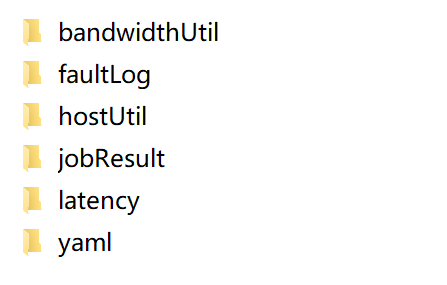 bandwidthUtil
faultLog
hostUtil
jobResult
latency
yaml